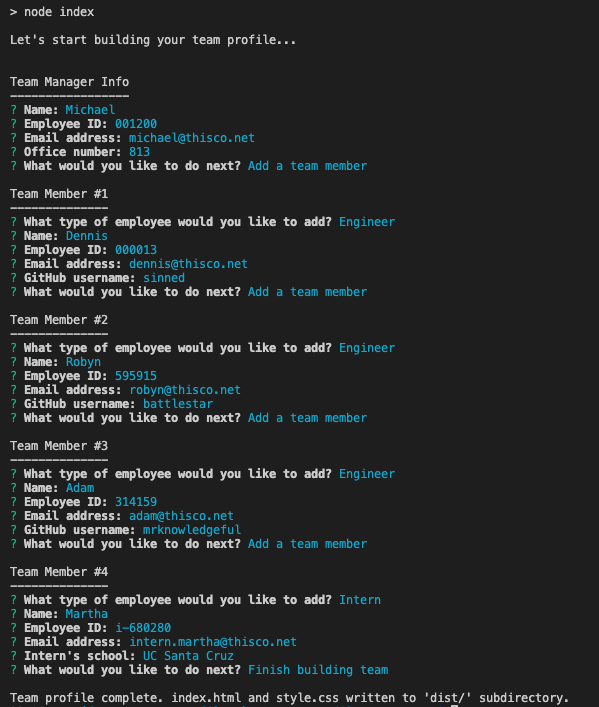 > node index
Let's start building your team profile...
Team Manager Info
-----------------
? Name: Michael
? Employee ID: 001200
? Email address: michael@thisco.net
? Office number: 813
? What would you like to do next? Add a team member
Team Member #1
--------------
? What type of employee would you like to add? Engineer
? Name: Dennis
? Employee ID: 000013
? Email address: dennis@thisco.net
? GitHub username: sinned
? What would you like to do next? Add a team member
Team Member #2
--------------
? What type of employee would you like to add? Engineer
? Name: Robyn
? Employee ID: 595915
? Email address: robyn@thisco.net
? GitHub username: battlestar
? What would you like to do next? Add a team member
Team Member #3
--------------
? What type of employee would you like to add? Engineer
? Name: Adam
? Employee ID: 314159
? Email address: adam@thisco.net
? GitHub username: mrknowledgeful
? What would you like to do next? Add a team member
Team Member #4
--------------
? What type of employee would you like to add? Intern
? Name: Martha
? Employee ID: i-680280
? Email address: intern.martha@thisco.net
? Intern's school: UC Santa Cruz
? What would you like to do next? Finish building team
Team profile complete. index.html and style.css written to 'dist/' subdirectory.